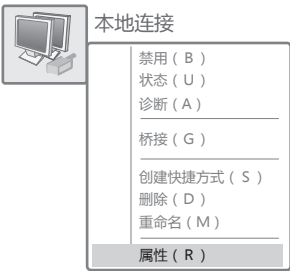 本地连接
禁用(B)
状态(U)
诊断(A)
桥接(G)
创建快捷方式(S)
删除(D)
重命名(M)
属性(R)